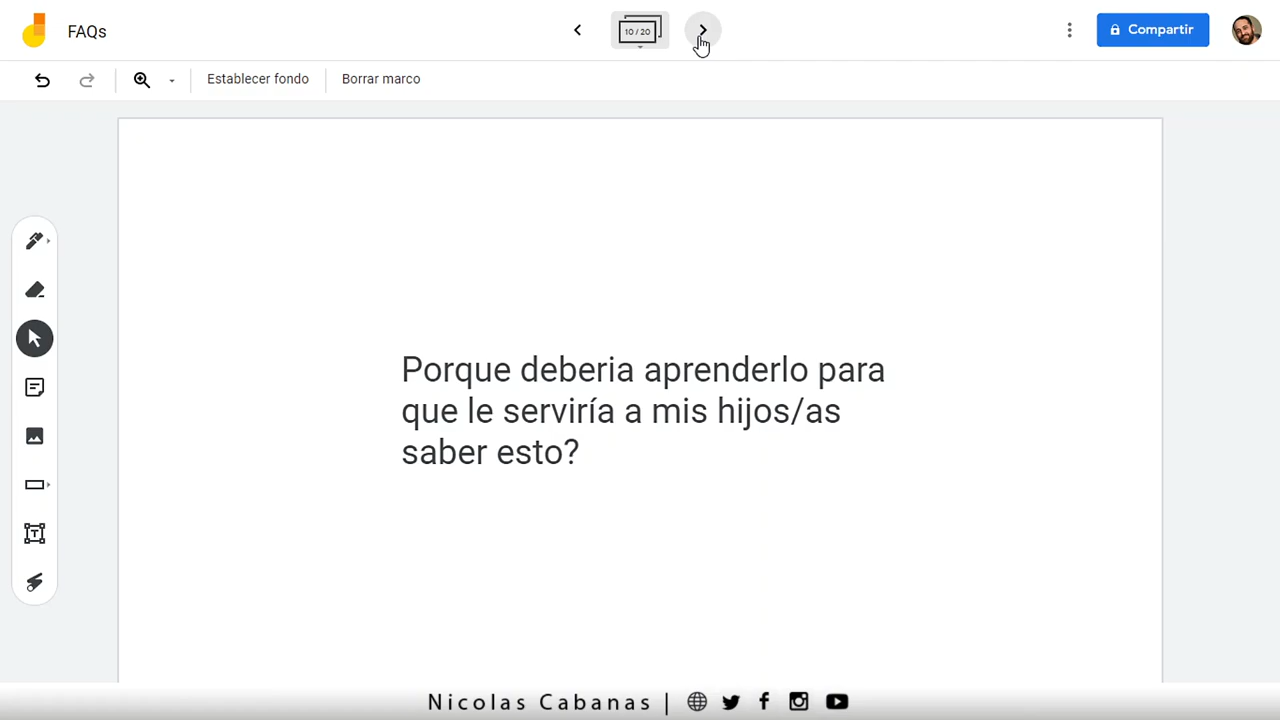 FAQs
10 / 20
Compartir
Establecer fondo
Borrar marco
Porque deberia aprenderlo para
que le serviría a mis hijos/as
saber esto?
Nicolas Cabanas |